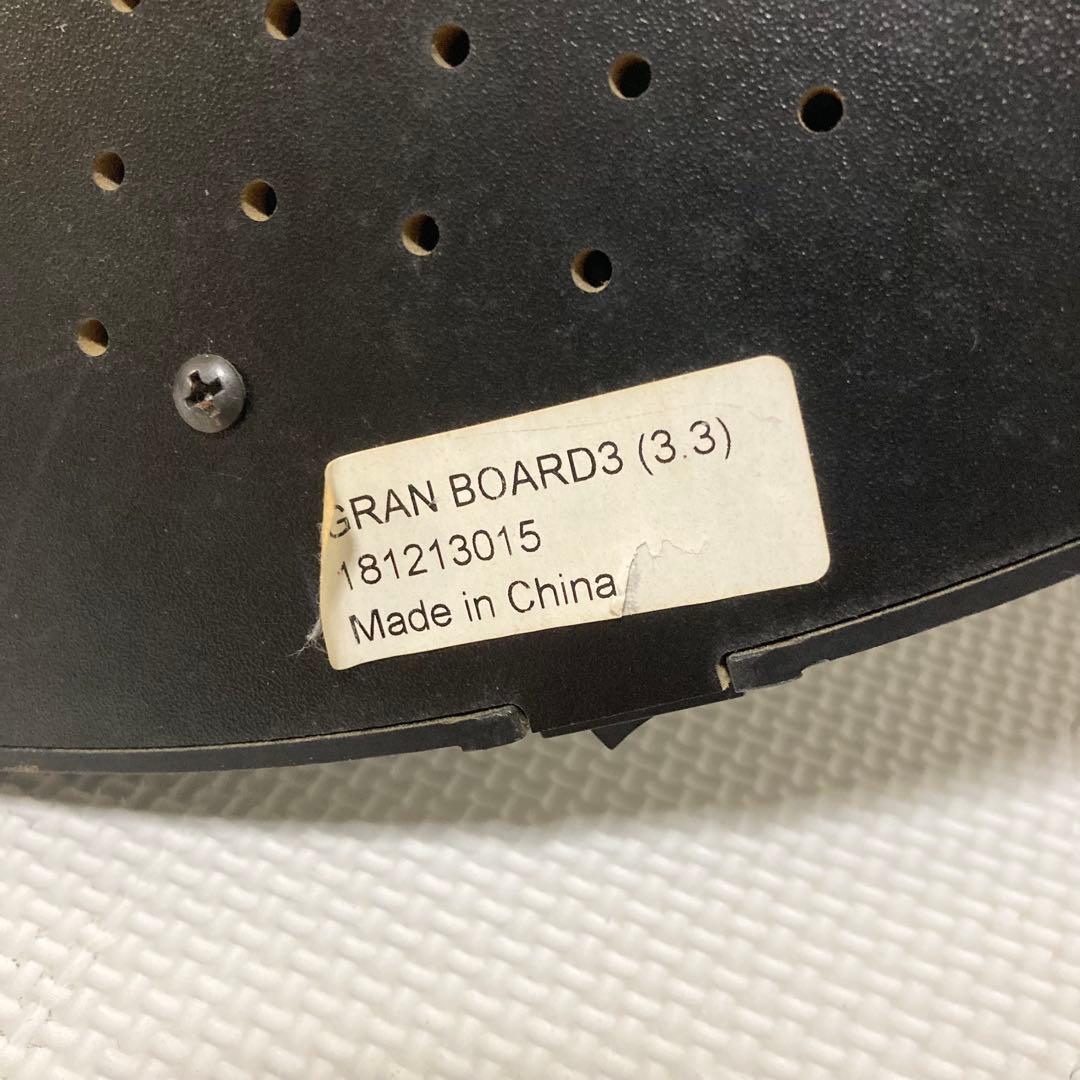 GRAN BOARD3 (3.3)
181213015
Made in China